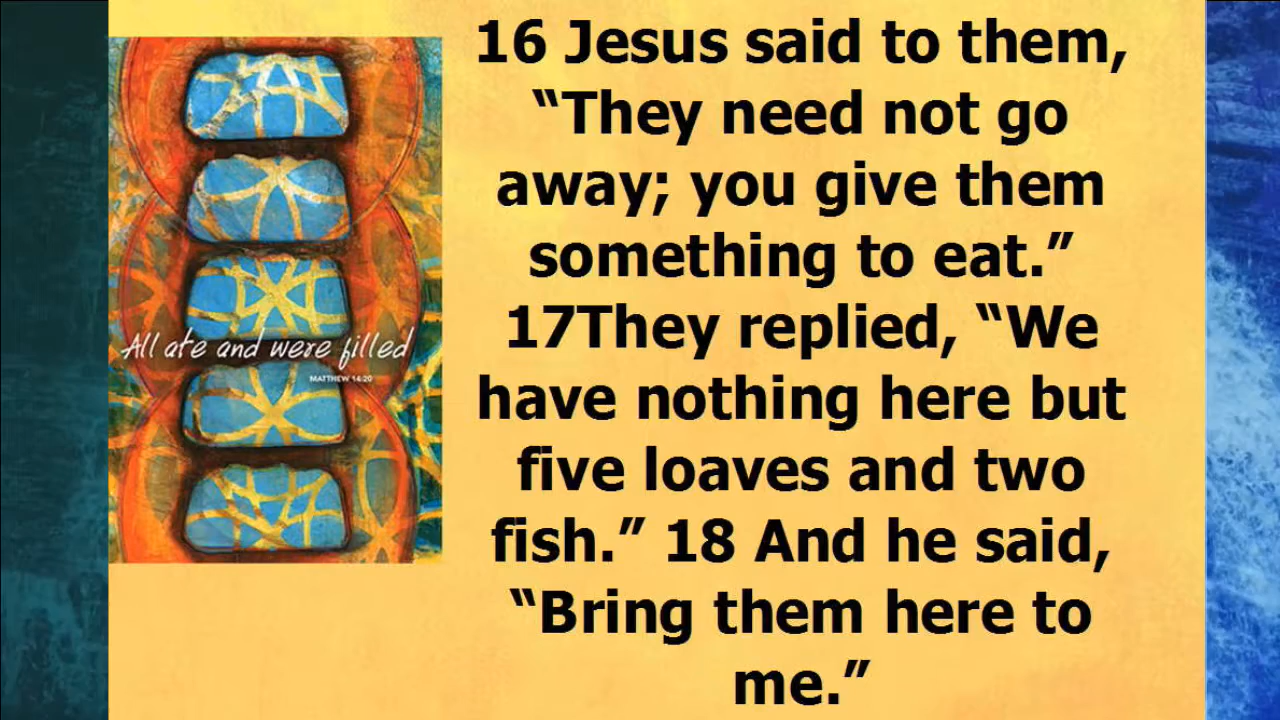 All ate and were filled
MATTHEW 14:20
16 Jesus said to them,
“They need not go
away; you give them
something to eat.”
17They replied, “We
have nothing here but
five loaves and two
fish.” 18 And he said,
“Bring them here to
me.”